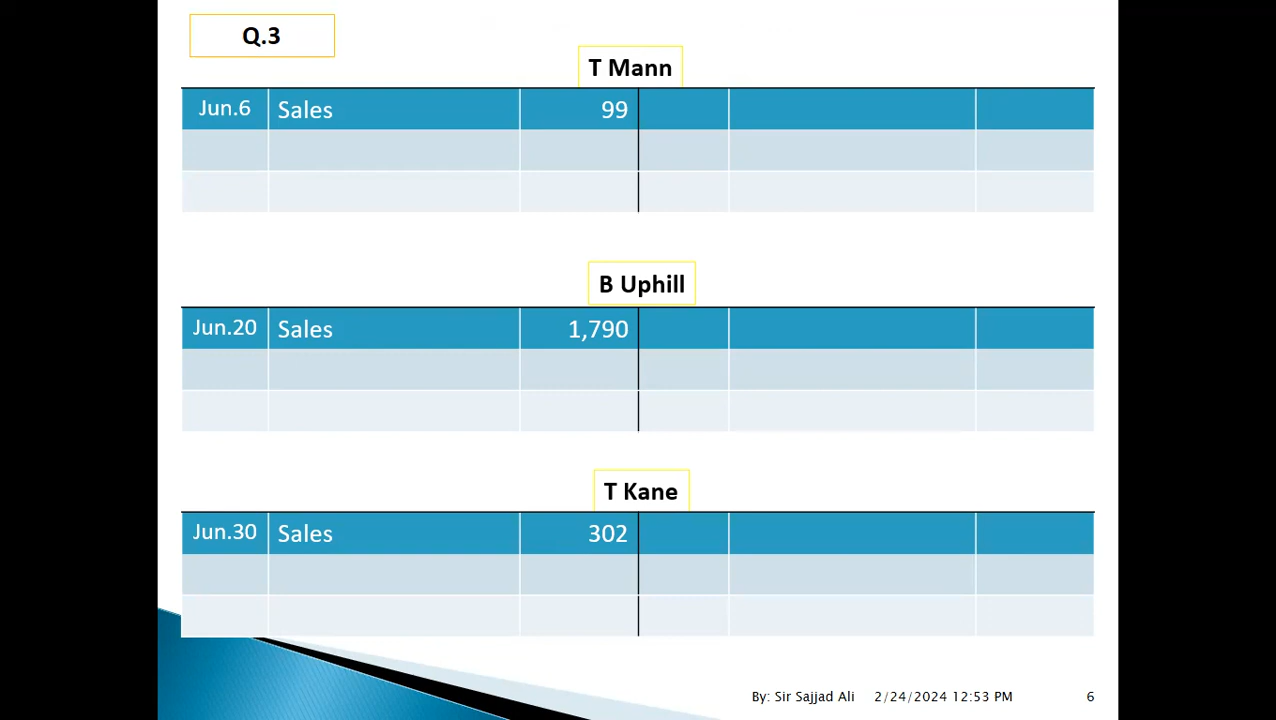 Q.3
T Mann
Jun.6 Sales 99
B Uphill
Jun.20 Sales 1,790
T Kane
Jun.30 Sales 302
By: Sir Sajjad Ali 2/24/2024 12:53 PM 6